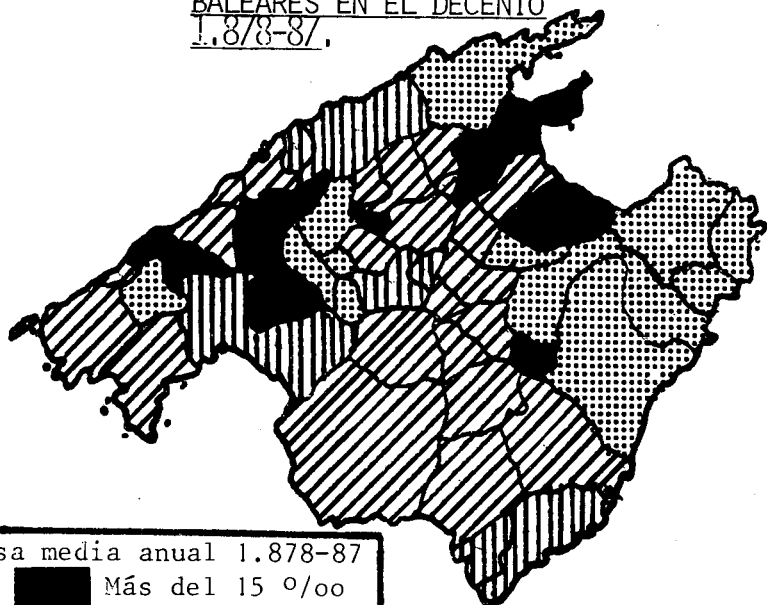 BALEARES EN EL DECENIO
1.878-87.
sa media anual 1.878-87
Más del 15 º/oo